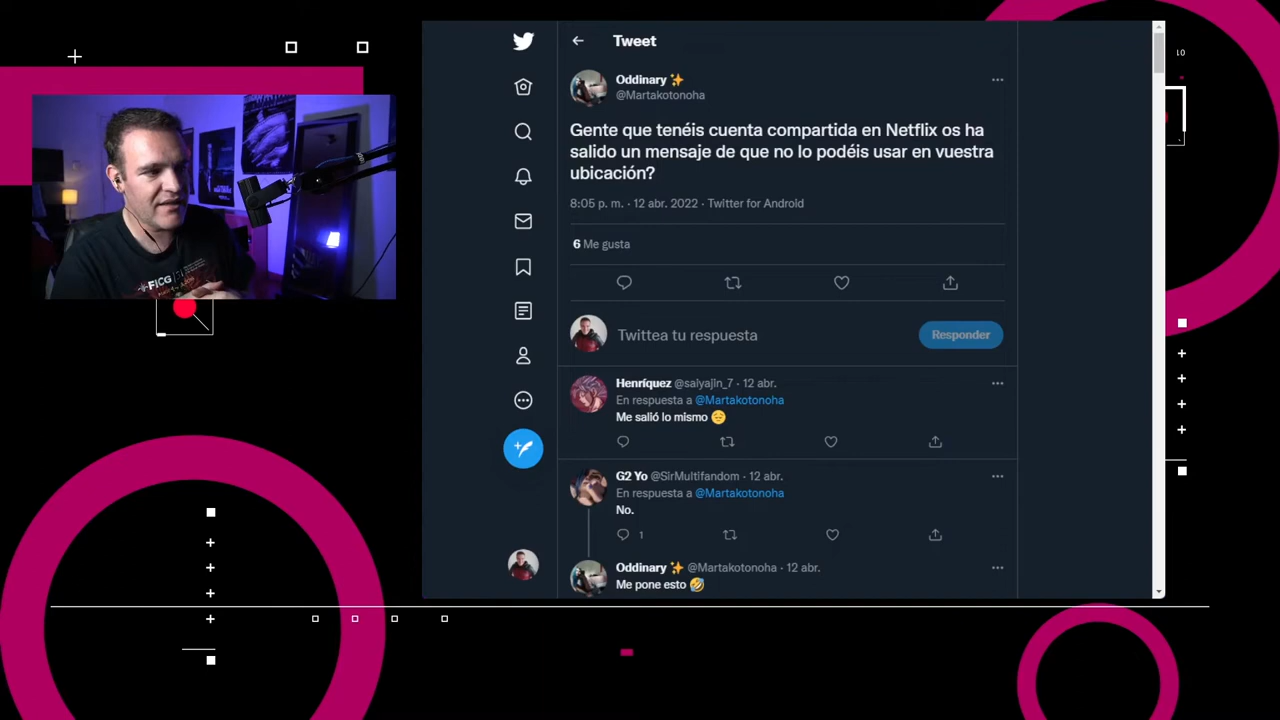 Tweet
Oddinary ✨
@Martakotonoha
Gente que tenéis cuenta compartida en Netflix os ha
salido un mensaje de que no lo podéis usar en vuestra
ubicación?
8:05 p. m. · 12 abr. 2022 · Twitter for Android
6 Me gusta
Twittea tu respuesta
Responder
Henríquez @saiyajin_7 · 12 abr.
En respuesta a @Martakotonoha
Me salió lo mismo 😔
G2 Yo @SirMultifandom · 12 abr.
En respuesta a @Martakotonoha
No.
1
Oddinary ✨ @Martakotonoha · 12 abr.
Me pone esto 🤣
FICG
10